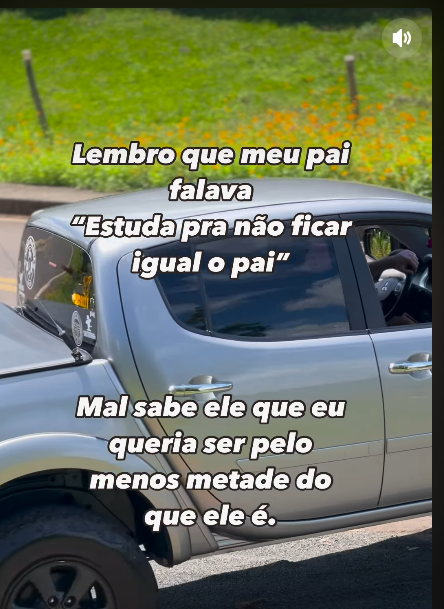 Lembro que meu pai
falava
“Estuda pra não ficar
igual o pai”
Mal sabe ele que eu
queria ser pelo
menos metade do
que ele é.